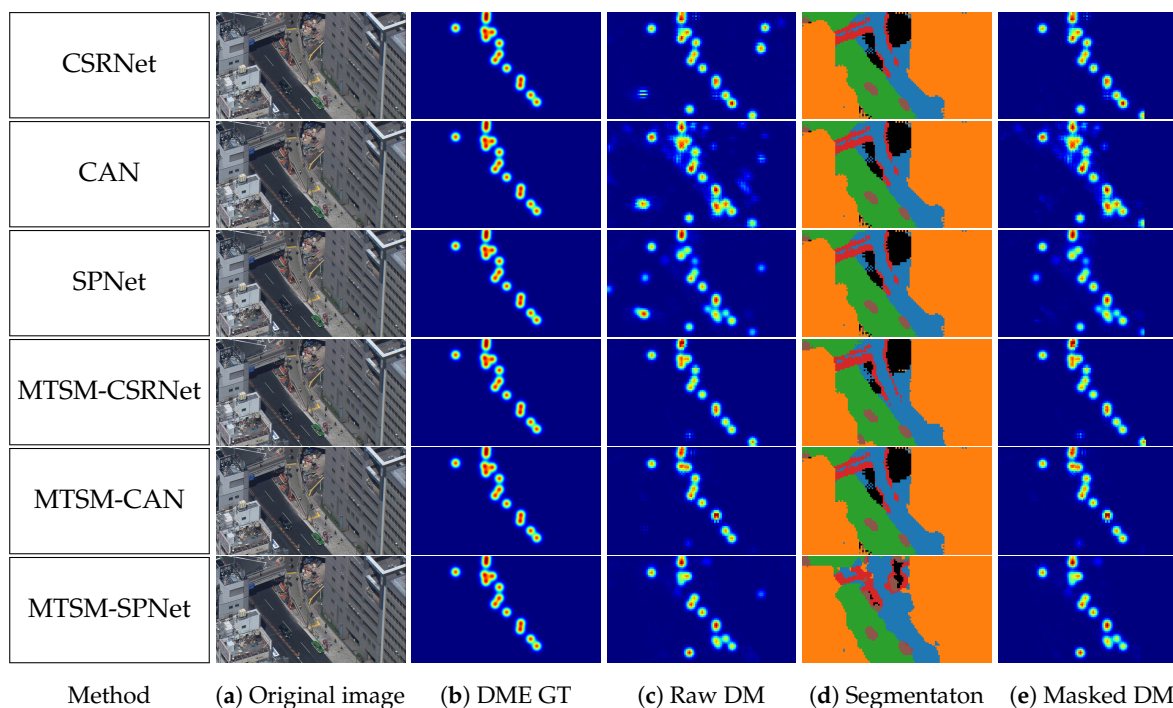 CSRNet
CAN
SPNet
MTSM-CSRNet
MTSM-CAN
MTSM-SPNet
Method (a) Original image (b) DME GT (c) Raw DM (d) Segmentaton (e) Masked DM